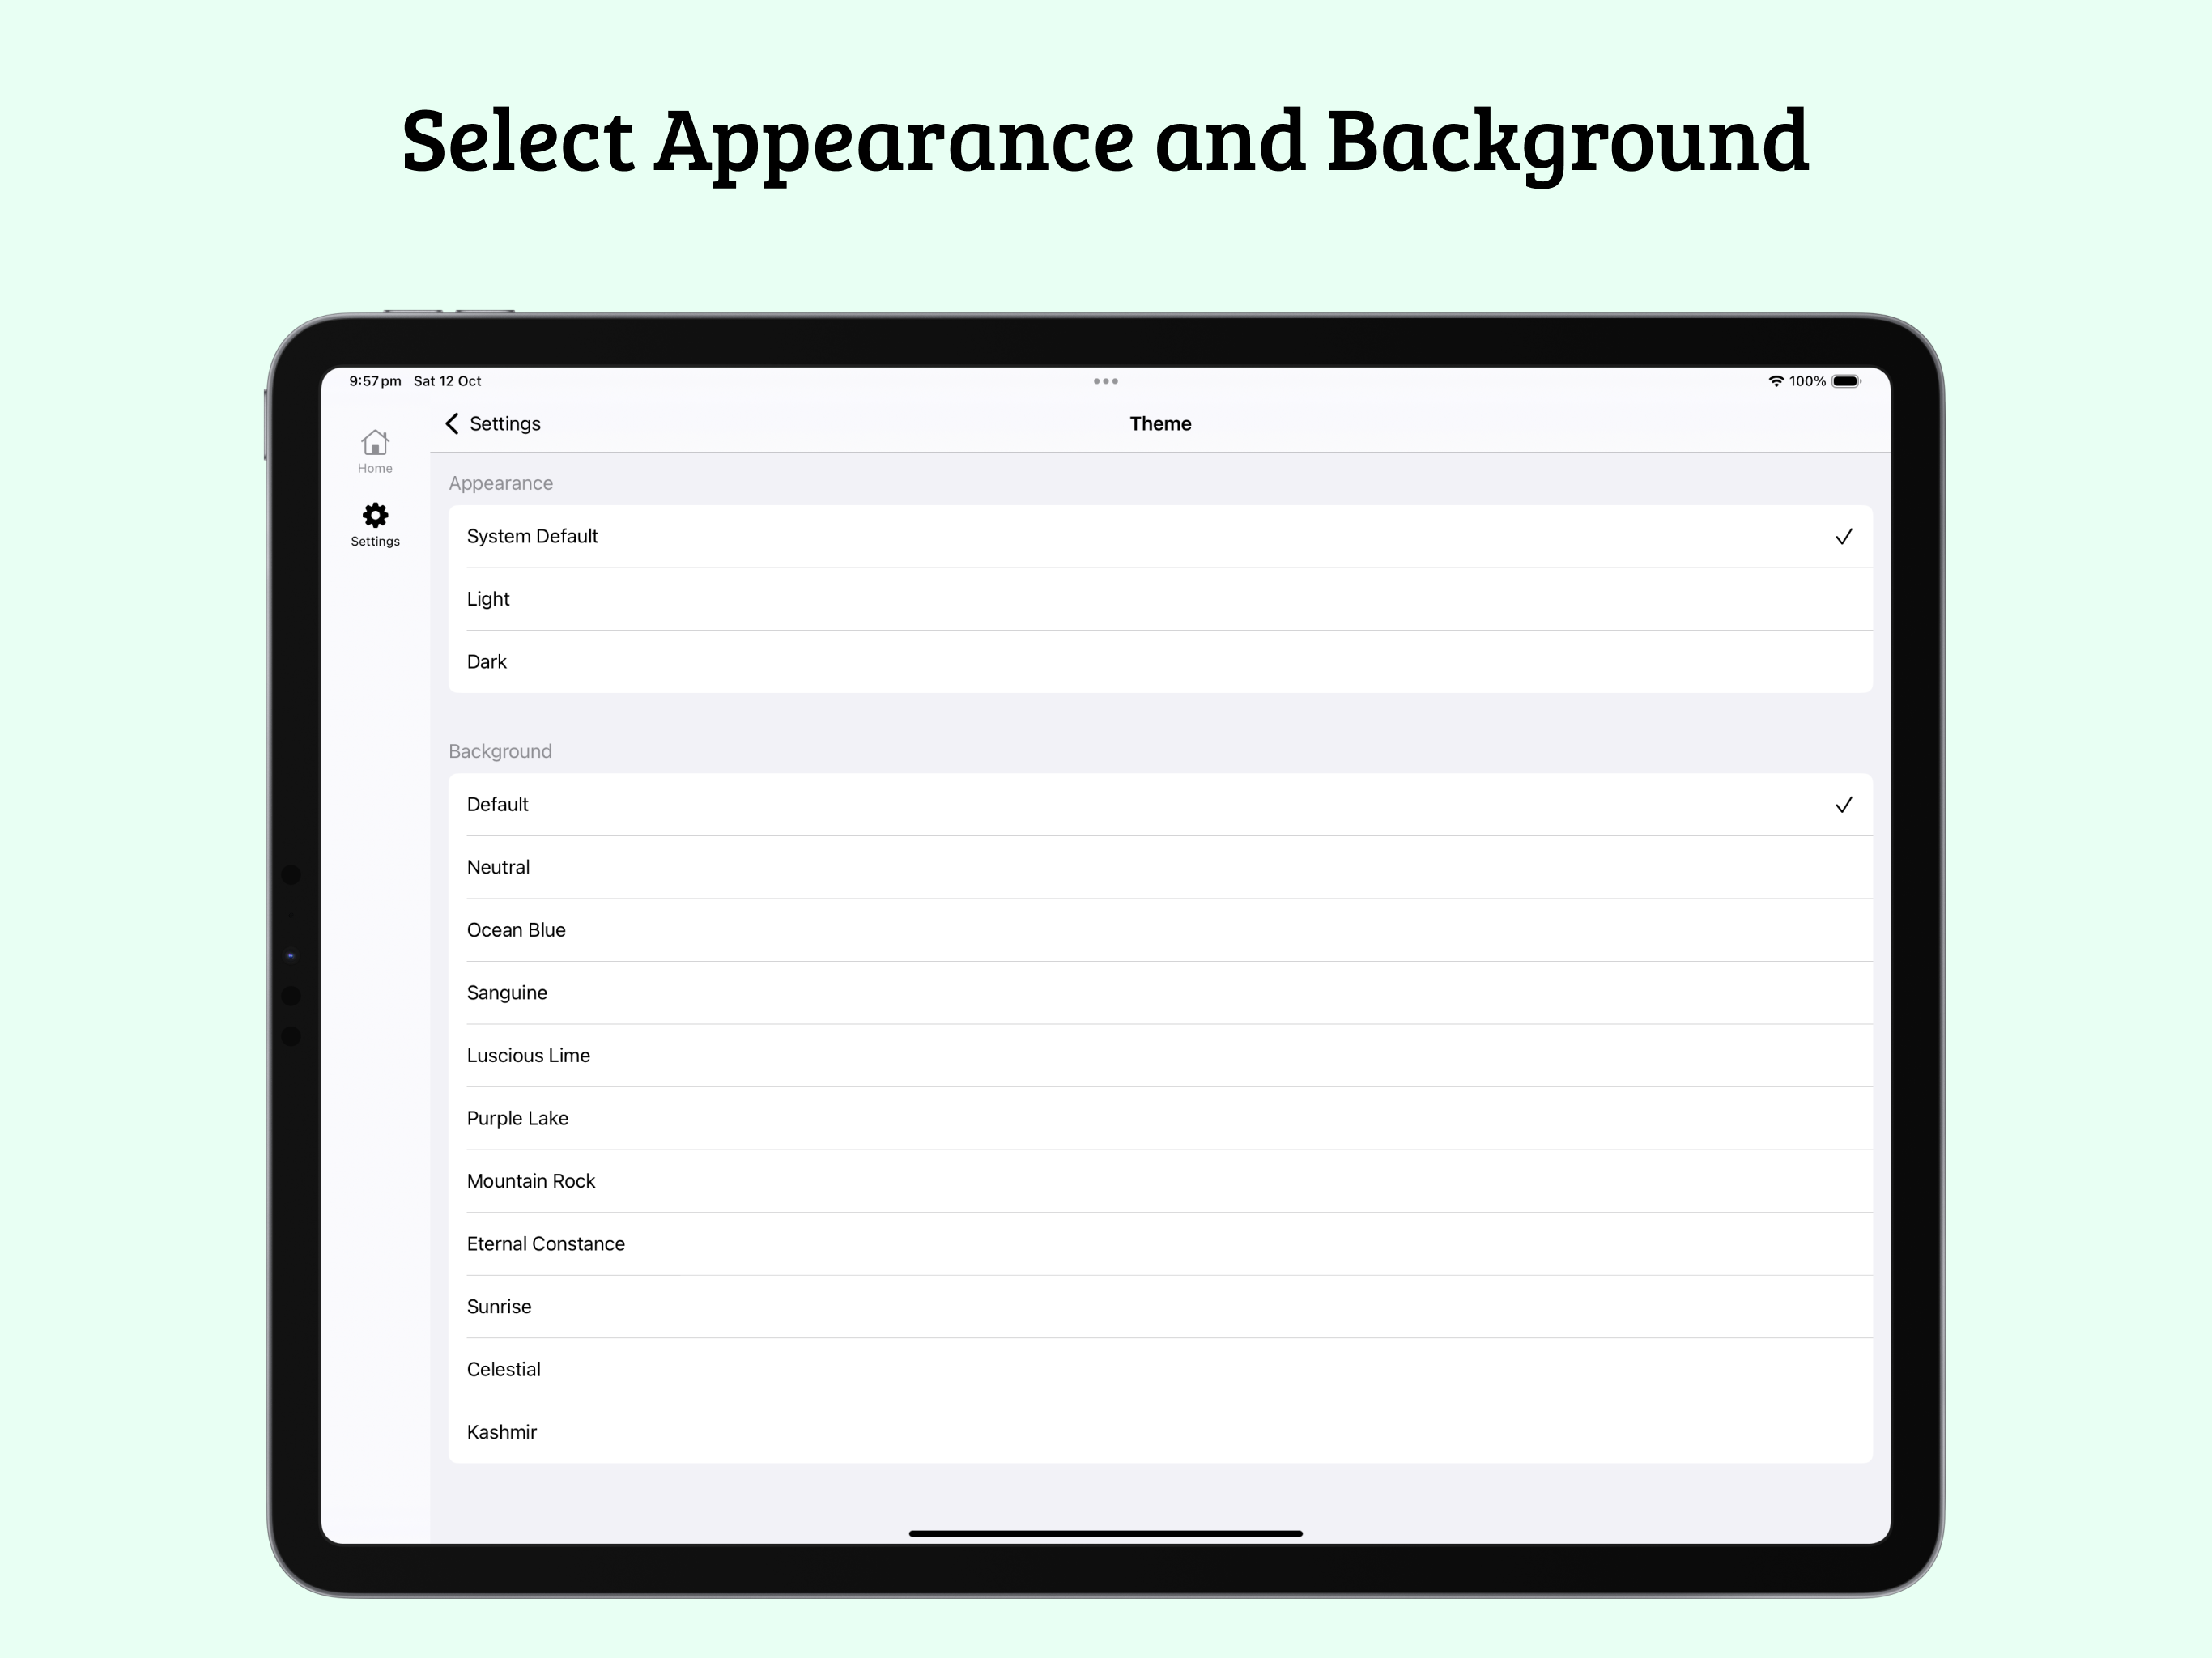 Select Appearance and Background
9:57 pm Sat 12 Oct
100%
Home
Settings
Settings
Theme
Appearance
System Default
Light
Dark
Background
Default
Neutral
Ocean Blue
Sanguine
Luscious Lime
Purple Lake
Mountain Rock
Eternal Constance
Sunrise
Celestial
Kashmir